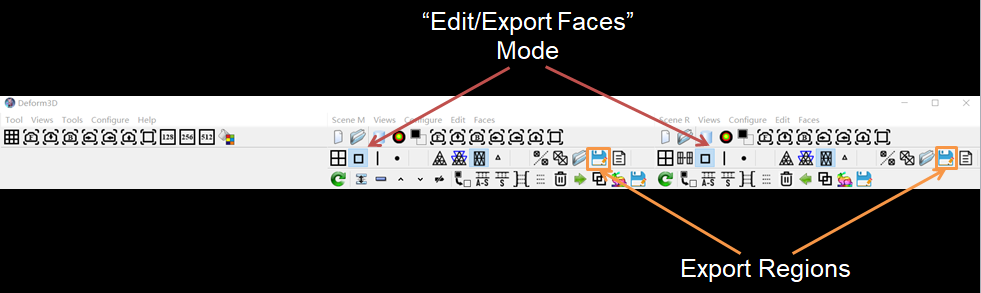 “Edit/Export Faces”
Mode
Deform3D
Tool Views Tools Configure Help
Scene M Views Configure Edit Faces
Scene R Views Configure Edit Faces
F T B 128 256 512
F T B
F T B
A-S S
A-S S
Export Regions